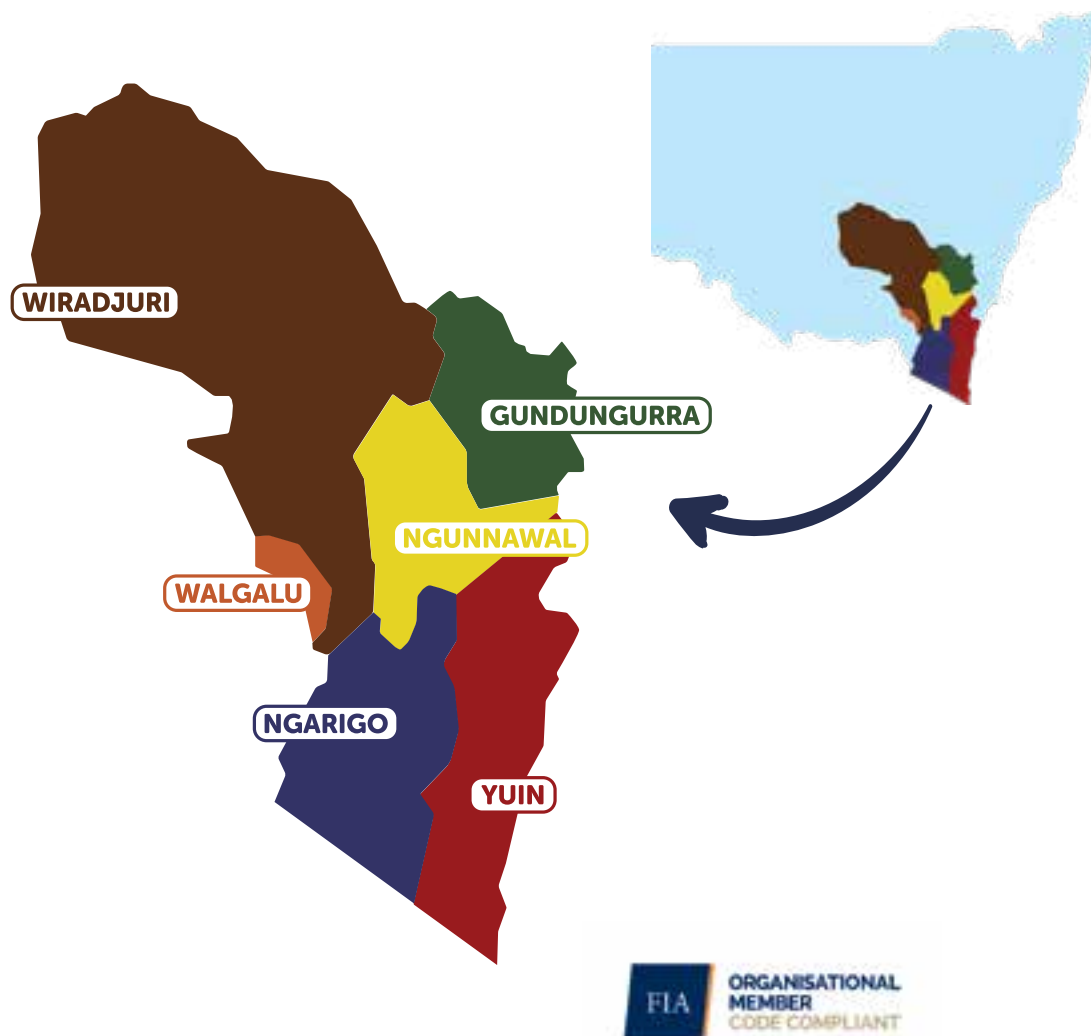 WIRADJURI
GUNDUNGURRA
NGUNNAWAL
WALGALU
NGARIGO
YUIN
FIA
ORGANISATIONAL
MEMBER
CODE COMPLIANT